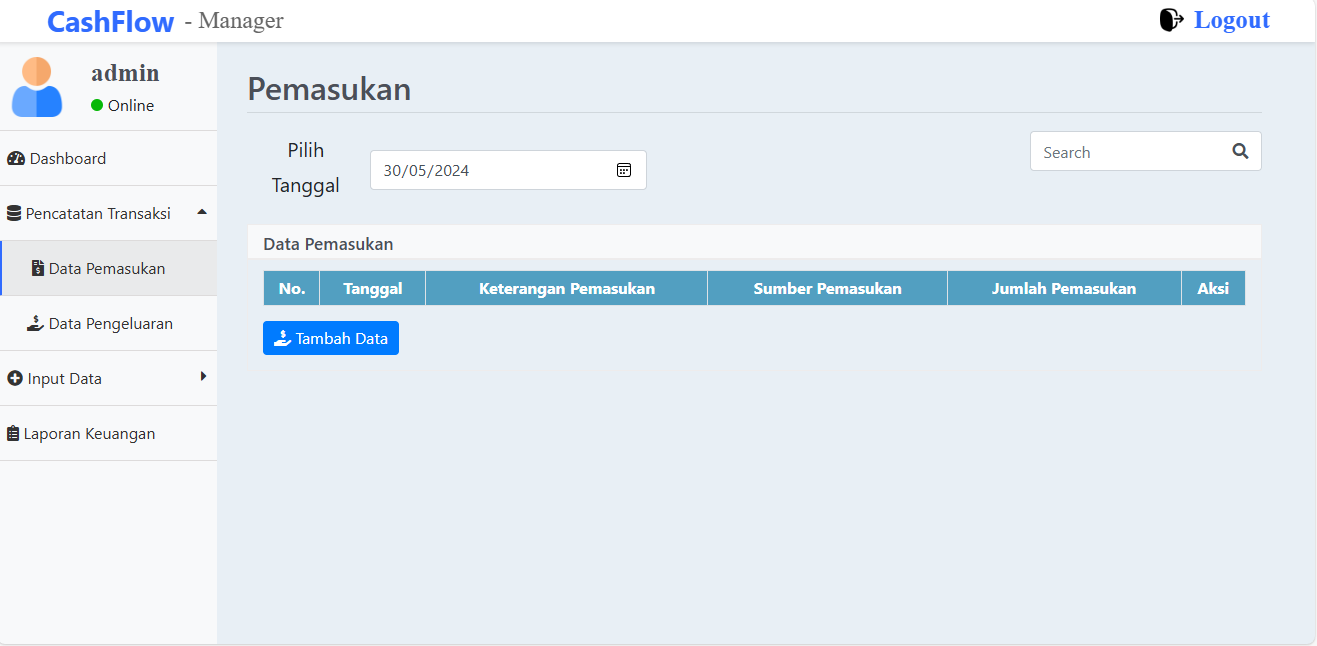 CashFlow - Manager
Logout
admin
Online
Dashboard
Pencatatan Transaksi
Data Pemasukan
Data Pengeluaran
Input Data
Laporan Keuangan
Pemasukan
Pilih
Tanggal
30/05/2024
Search
Data Pemasukan
No. Tanggal Keterangan Pemasukan Sumber Pemasukan Jumlah Pemasukan Aksi
Tambah Data